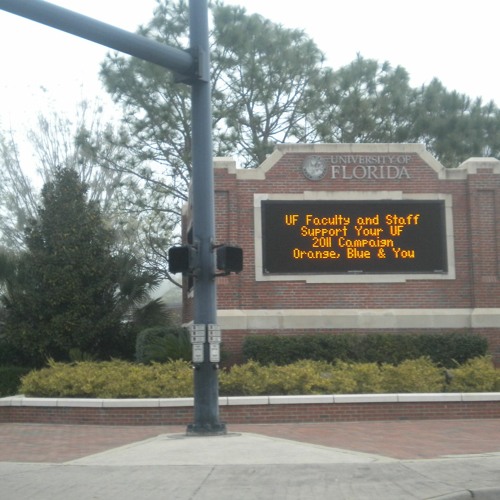 UNIVERSITY OF
FLORIDA
UF Faculty and Staff
Support Your UF
2011 Campaign
Orange, Blue & You